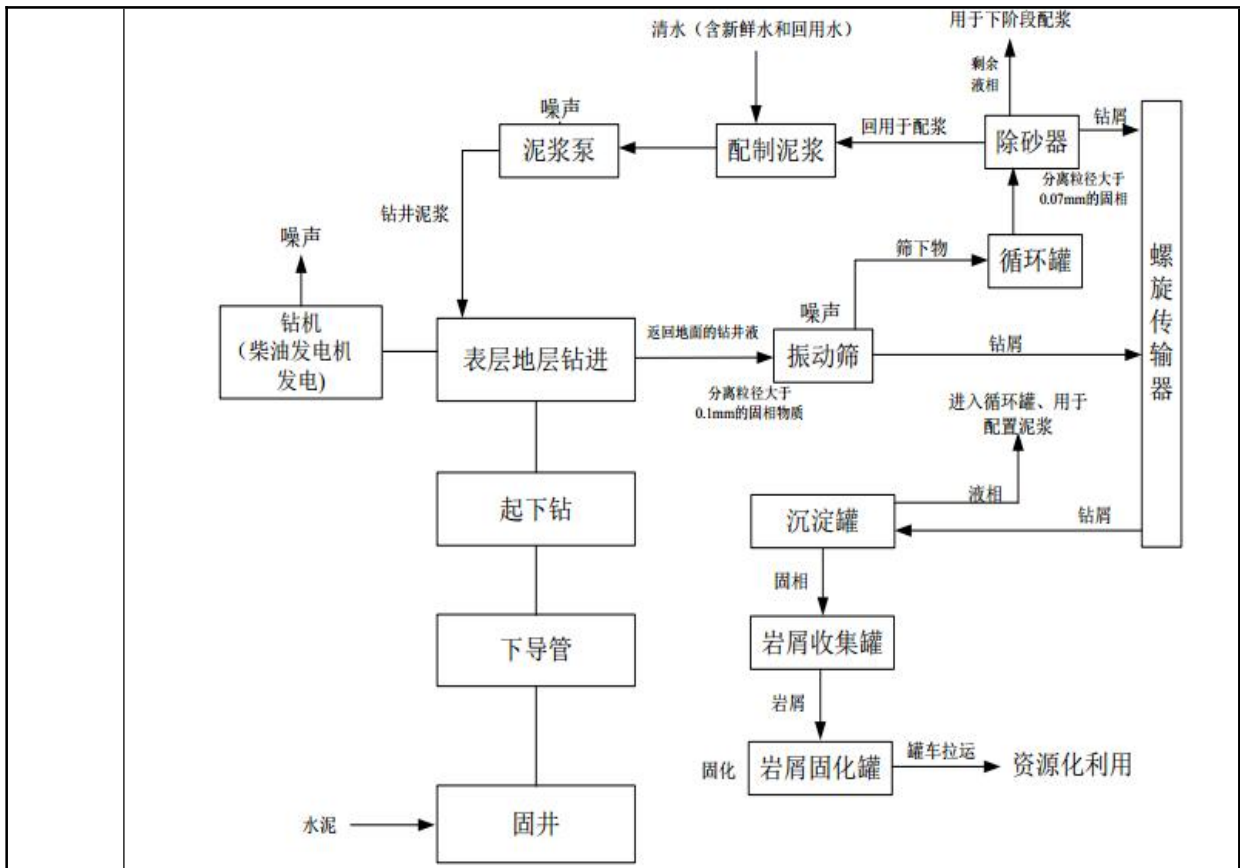 用于下阶段配浆
清水（含新鲜水和回用水）
剩余
液相
噪声
钻屑
回用于配浆
泥浆泵
配制泥浆
除砂器
分离粒径大于
0.07mm的固相
钻井泥浆
噪声
筛下物
循环罐
螺旋传输器
噪声
钻机
（柴油发电机
发电)
表层地层钻进
返回地面的钻井液
振动筛
钻屑
分离粒径大于
0.1mm的固相物质
进入循环罐、用于
配置泥浆
起下钻
液相
沉淀罐
钻屑
固相
下导管
岩屑收集罐
岩屑
固化
岩屑固化罐
罐车拉运
资源化利用
水泥
固井